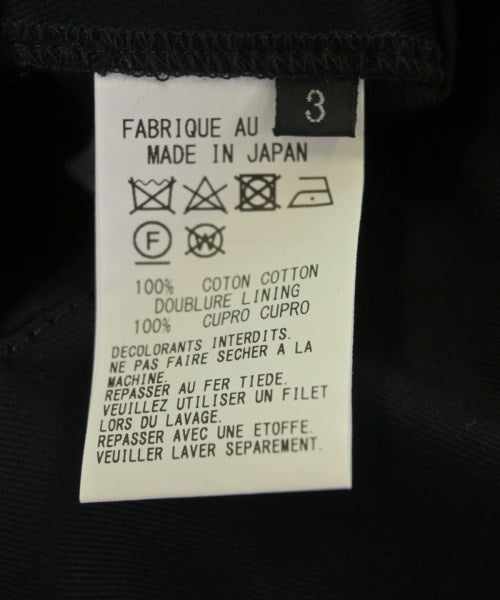 3
FABRIQUE AU
MADE IN JAPAN
F
W
100% COTON COTTON
DOUBLURE LINING
100% CUPRO CUPRO
DECOLORANTS INTERDITS.
NE PAS FAIRE SECHER A LA
MACHINE.
REPASSER AU FER TIEDE.
VEUILLEZ UTILISER UN FILET
LORS DU LAVAGE.
REPASSER AVEC UNE ETOFFE.
VEUILLER LAVER SEPAREMENT.